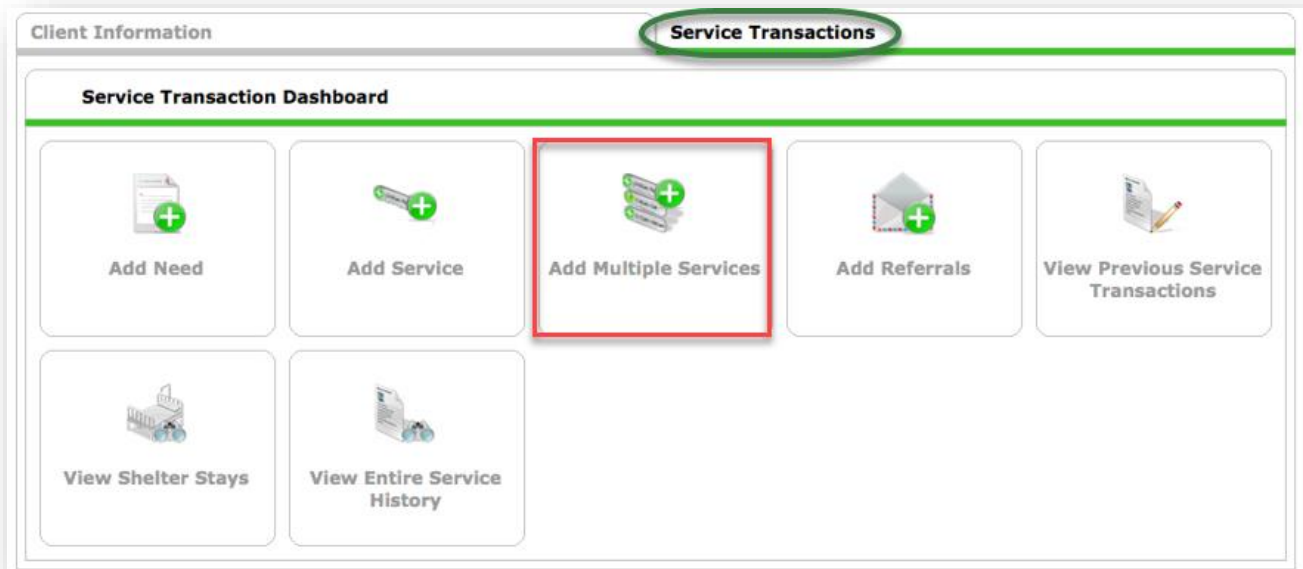 Client Information
Service Transactions
Service Transaction Dashboard
Add Need
Add Service
Add Multiple Services
Add Referrals
View Previous Service
Transactions
View Shelter Stays
View Entire Service
History